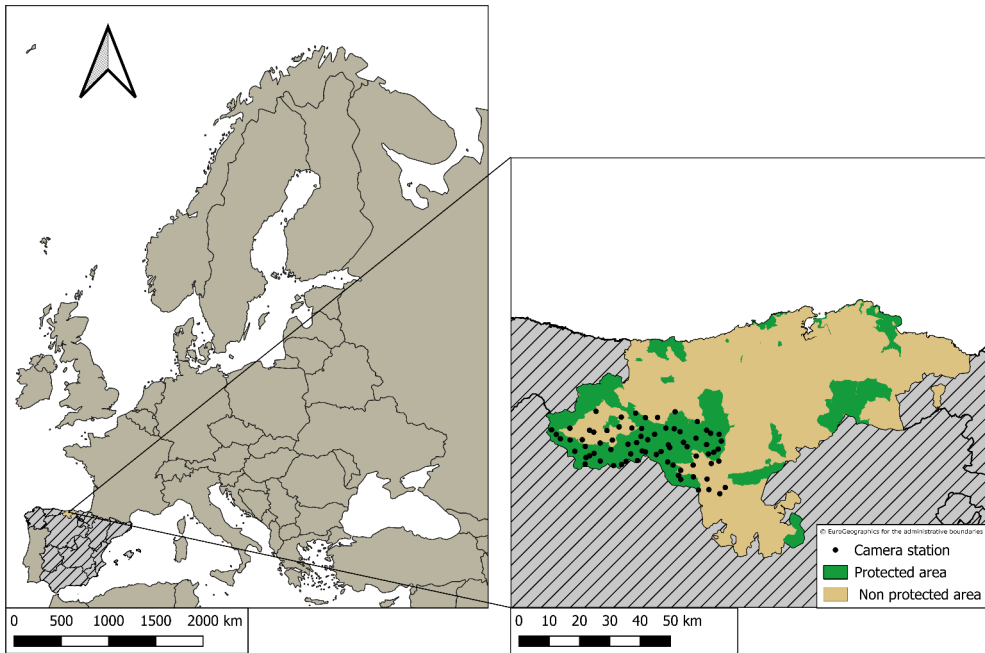 © EuroGeographics for the administrative boundaries
Camera station
Protected area
Non protected area
0 500 1000 1500 2000 km
0 10 20 30 40 50 km